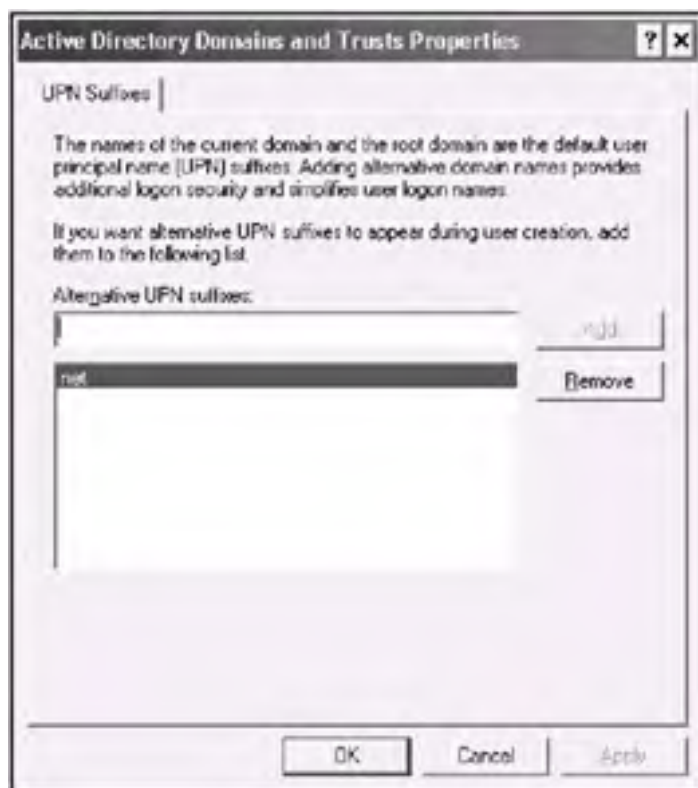 Active Directory Domains and Trusts Properties ? ×
UPN Suffixes
The names of the current domain and the root domain are the default user
principal name (UPN) suffixes. Adding alternative domain names provides
additional logon security and simplifies user logon names.
If you want alternative UPN suffixes to appear during user creation, add
them to the following list.
Alternative UPN suffixes:
Add
net
Remove
OK Cancel Apply